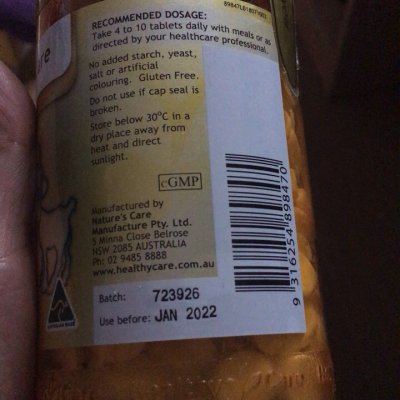 89847LG1807/1003
RECOMMENDED DOSAGE:
Take 4 to 10 tablets daily with meals or as
directed by your healthcare professional.
No added starch, yeast,
salt or artificial
colouring. Gluten Free.
Do not use if cap seal is
broken.
Store below 30°C in a
dry place away from
heat and direct
sunlight.
cGMP
Manufactured by
Nature's Care
Manufacture Pty. Ltd.
5 Minna Close Belrose
NSW 2085 AUSTRALIA
Ph: 02 9485 8888
www.healthycare.com.au
Batch: 723926
Use before: JAN 2022
9 316254 898470